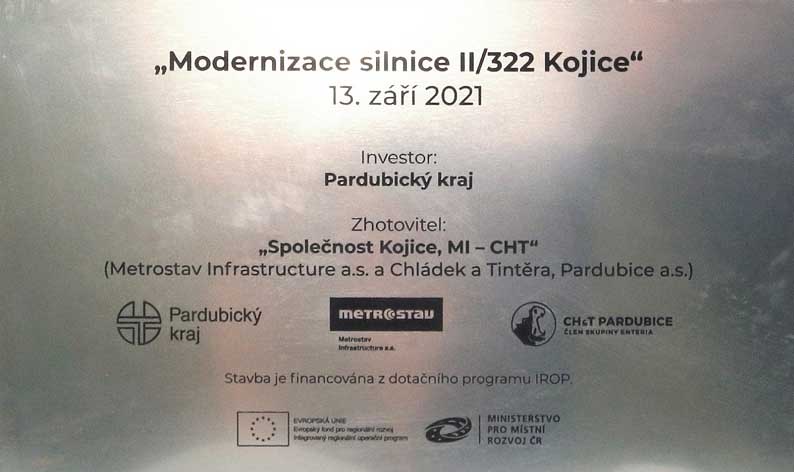 „Modernizace silnice II/322 Kojice“
13. září 2021
Investor:
Pardubický kraj
Zhotovitel:
„Společnost Kojice, MI – CHT“
(Metrostav Infrastructure a.s. a Chládek a Tintěra, Pardubice a.s.)
Pardubický
kraj
METROSTAV
Metrostav
Infrastructure a.s.
CH&T PARDUBICE
ČLEN SKUPINY ENTERIA
Stavba je financována z dotačního programu IROP.
EVROPSKÁ UNIE
Evropský fond pro regionální rozvoj
Integrovaný regionální operační program
MINISTERSTVO
PRO MÍSTNÍ
ROZVOJ ČR